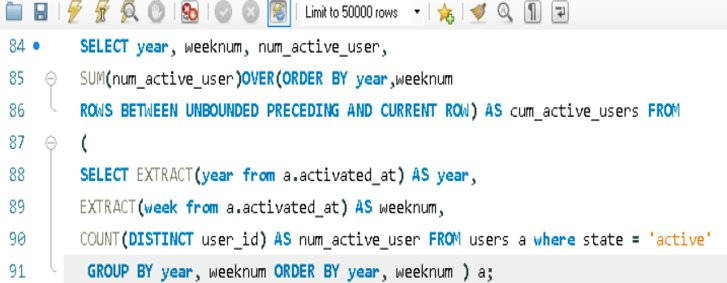 Limit to 50000 rows
84 SELECT year, weeknum, num_active_user,
85 SUM(num_active_user)OVER(ORDER BY year,weeknum
86 ROWS BETWEEN UNBOUNDED PRECEDING AND CURRENT ROW) AS cum_active_users FROM
87 (
88 SELECT EXTRACT(year from a.activated_at) AS year,
89 EXTRACT(week from a.activated_at) AS weeknum,
90 COUNT(DISTINCT user_id) AS num_active_user FROM users a where state = 'active'
91 GROUP BY year, weeknum ORDER BY year, weeknum ) a;